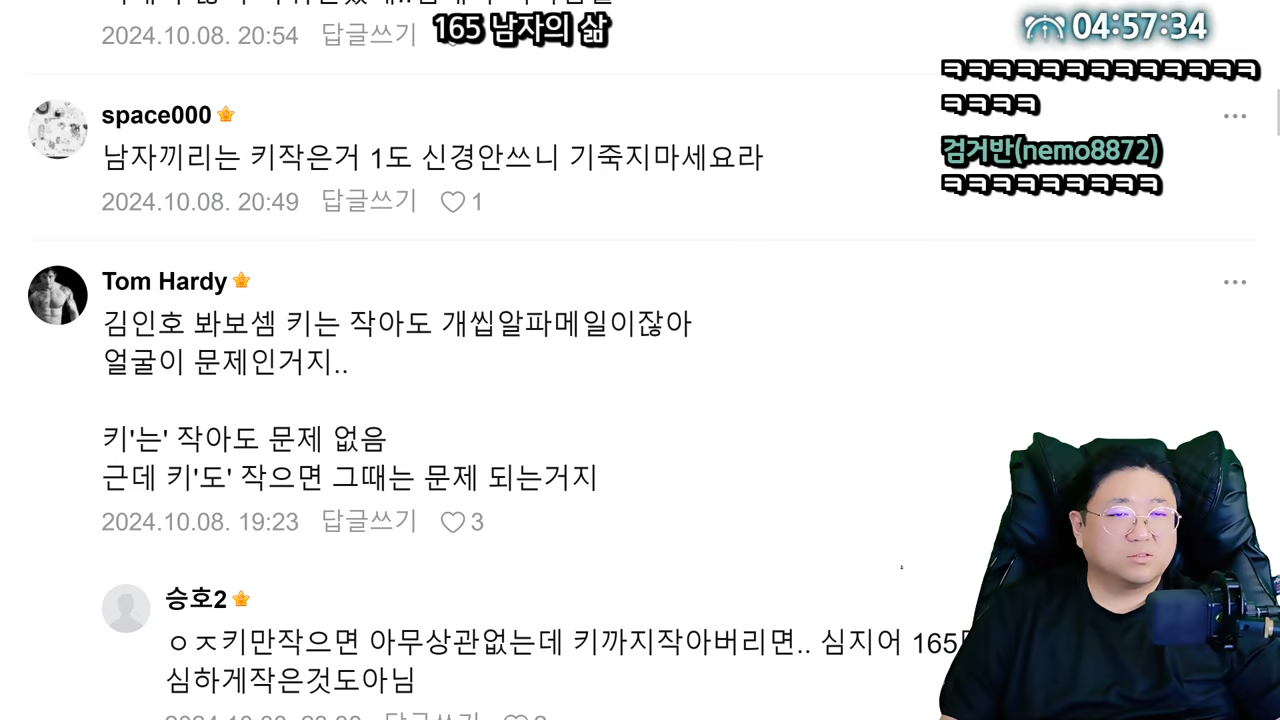 2024.10.08. 20:54 답글쓰기
165 남자의 삶
04:57:34
ㅋㅋㅋㅋㅋㅋㅋㅋㅋㅋㅋㅋㅋ
ㅋㅋㅋㅋ
검거반(nemo8872)
ㅋㅋㅋㅋㅋㅋㅋㅋㅋ
space000
남자끼리는 키작은거 1도 신경안쓰니 기죽지마세요라
2024.10.08. 20:49 답글쓰기 1
Tom Hardy
김인호 봐보셈 키는 작아도 개씹알파메일이잖아
얼굴이 문제인거지..
키'는' 작아도 문제 없음
근데 키'도' 작으면 그때는 문제 되는거지
2024.10.08. 19:23 답글쓰기 3
승호2
ㅇㅈ키만작으면 아무상관없는데 키까지작아버리면.. 심지어 165
심하게작은것도아님